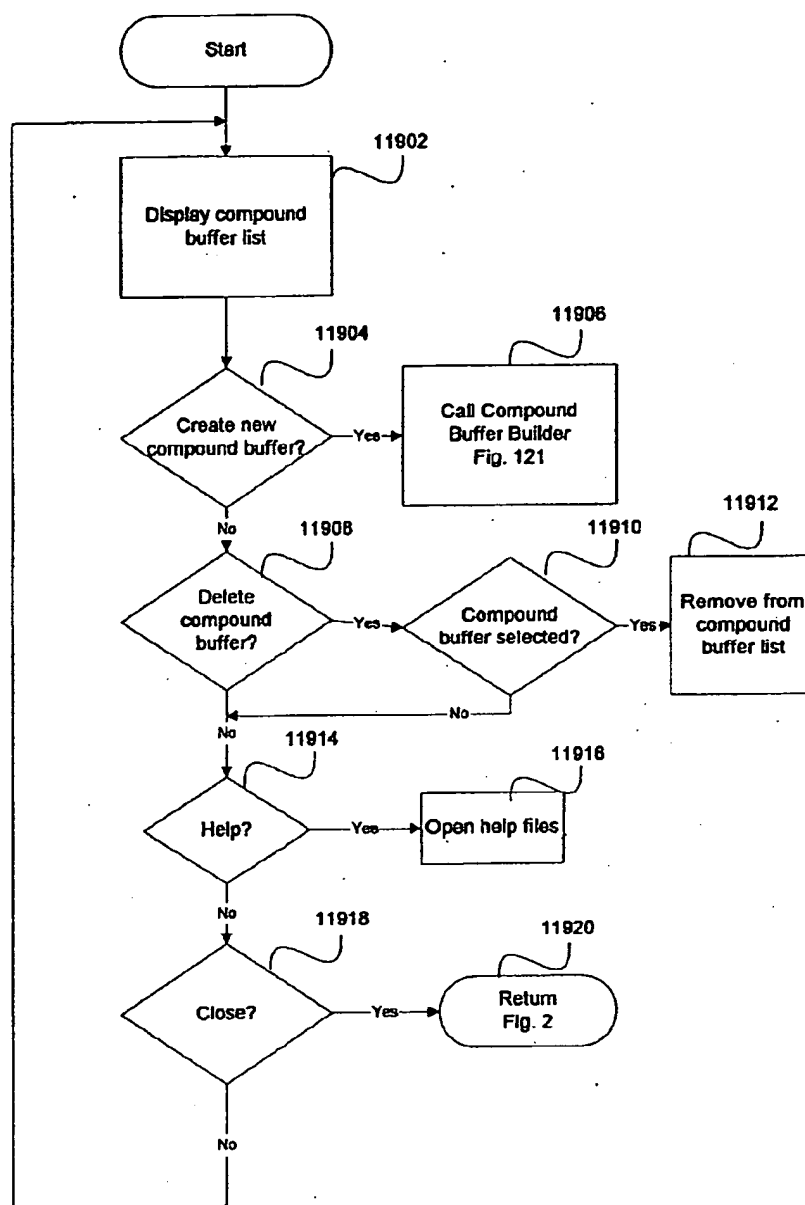 Start
11902
Display compound
buffer list
11904
Create new
compound buffer?
Yes
11906
Call Compound
Buffer Builder
Fig. 121
No
11908
Delete
compound
buffer?
Yes
11910
Compound
buffer selected?
Yes
11912
Remove from
compound
buffer list
No
No
11914
Help?
Yes
11916
Open help files
No
11918
Close?
Yes
11920
Return
Fig. 2
No